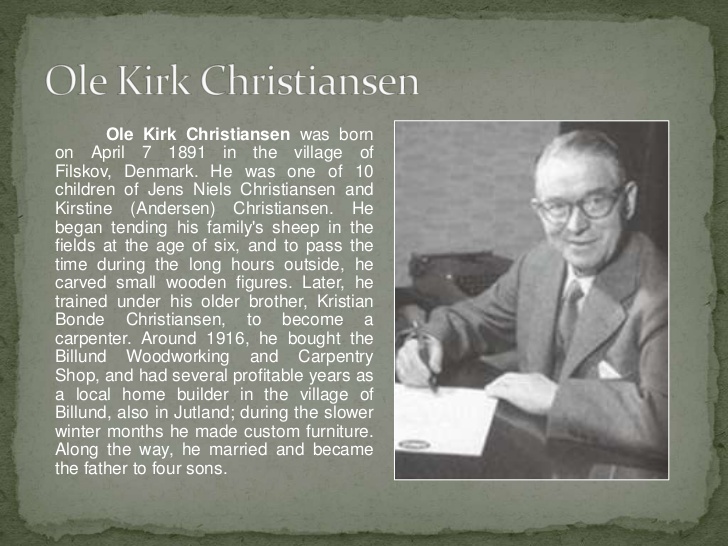 Ole Kirk Christiansen
Ole Kirk Christiansen was born
on April 7 1891 in the village of
Filskov, Denmark. He was one of 10
children of Jens Niels Christiansen and
Kirstine (Andersen) Christiansen. He
began tending his family's sheep in the
fields at the age of six, and to pass the
time during the long hours outside, he
carved small wooden figures. Later, he
trained under his older brother, Kristian
Bonde Christiansen, to become a
carpenter. Around 1916, he bought the
Billund Woodworking and Carpentry
Shop, and had several profitable years as
a local home builder in the village of
Billund, also in Jutland; during the slower
winter months he made custom furniture.
Along the way, he married and became
the father to four sons.